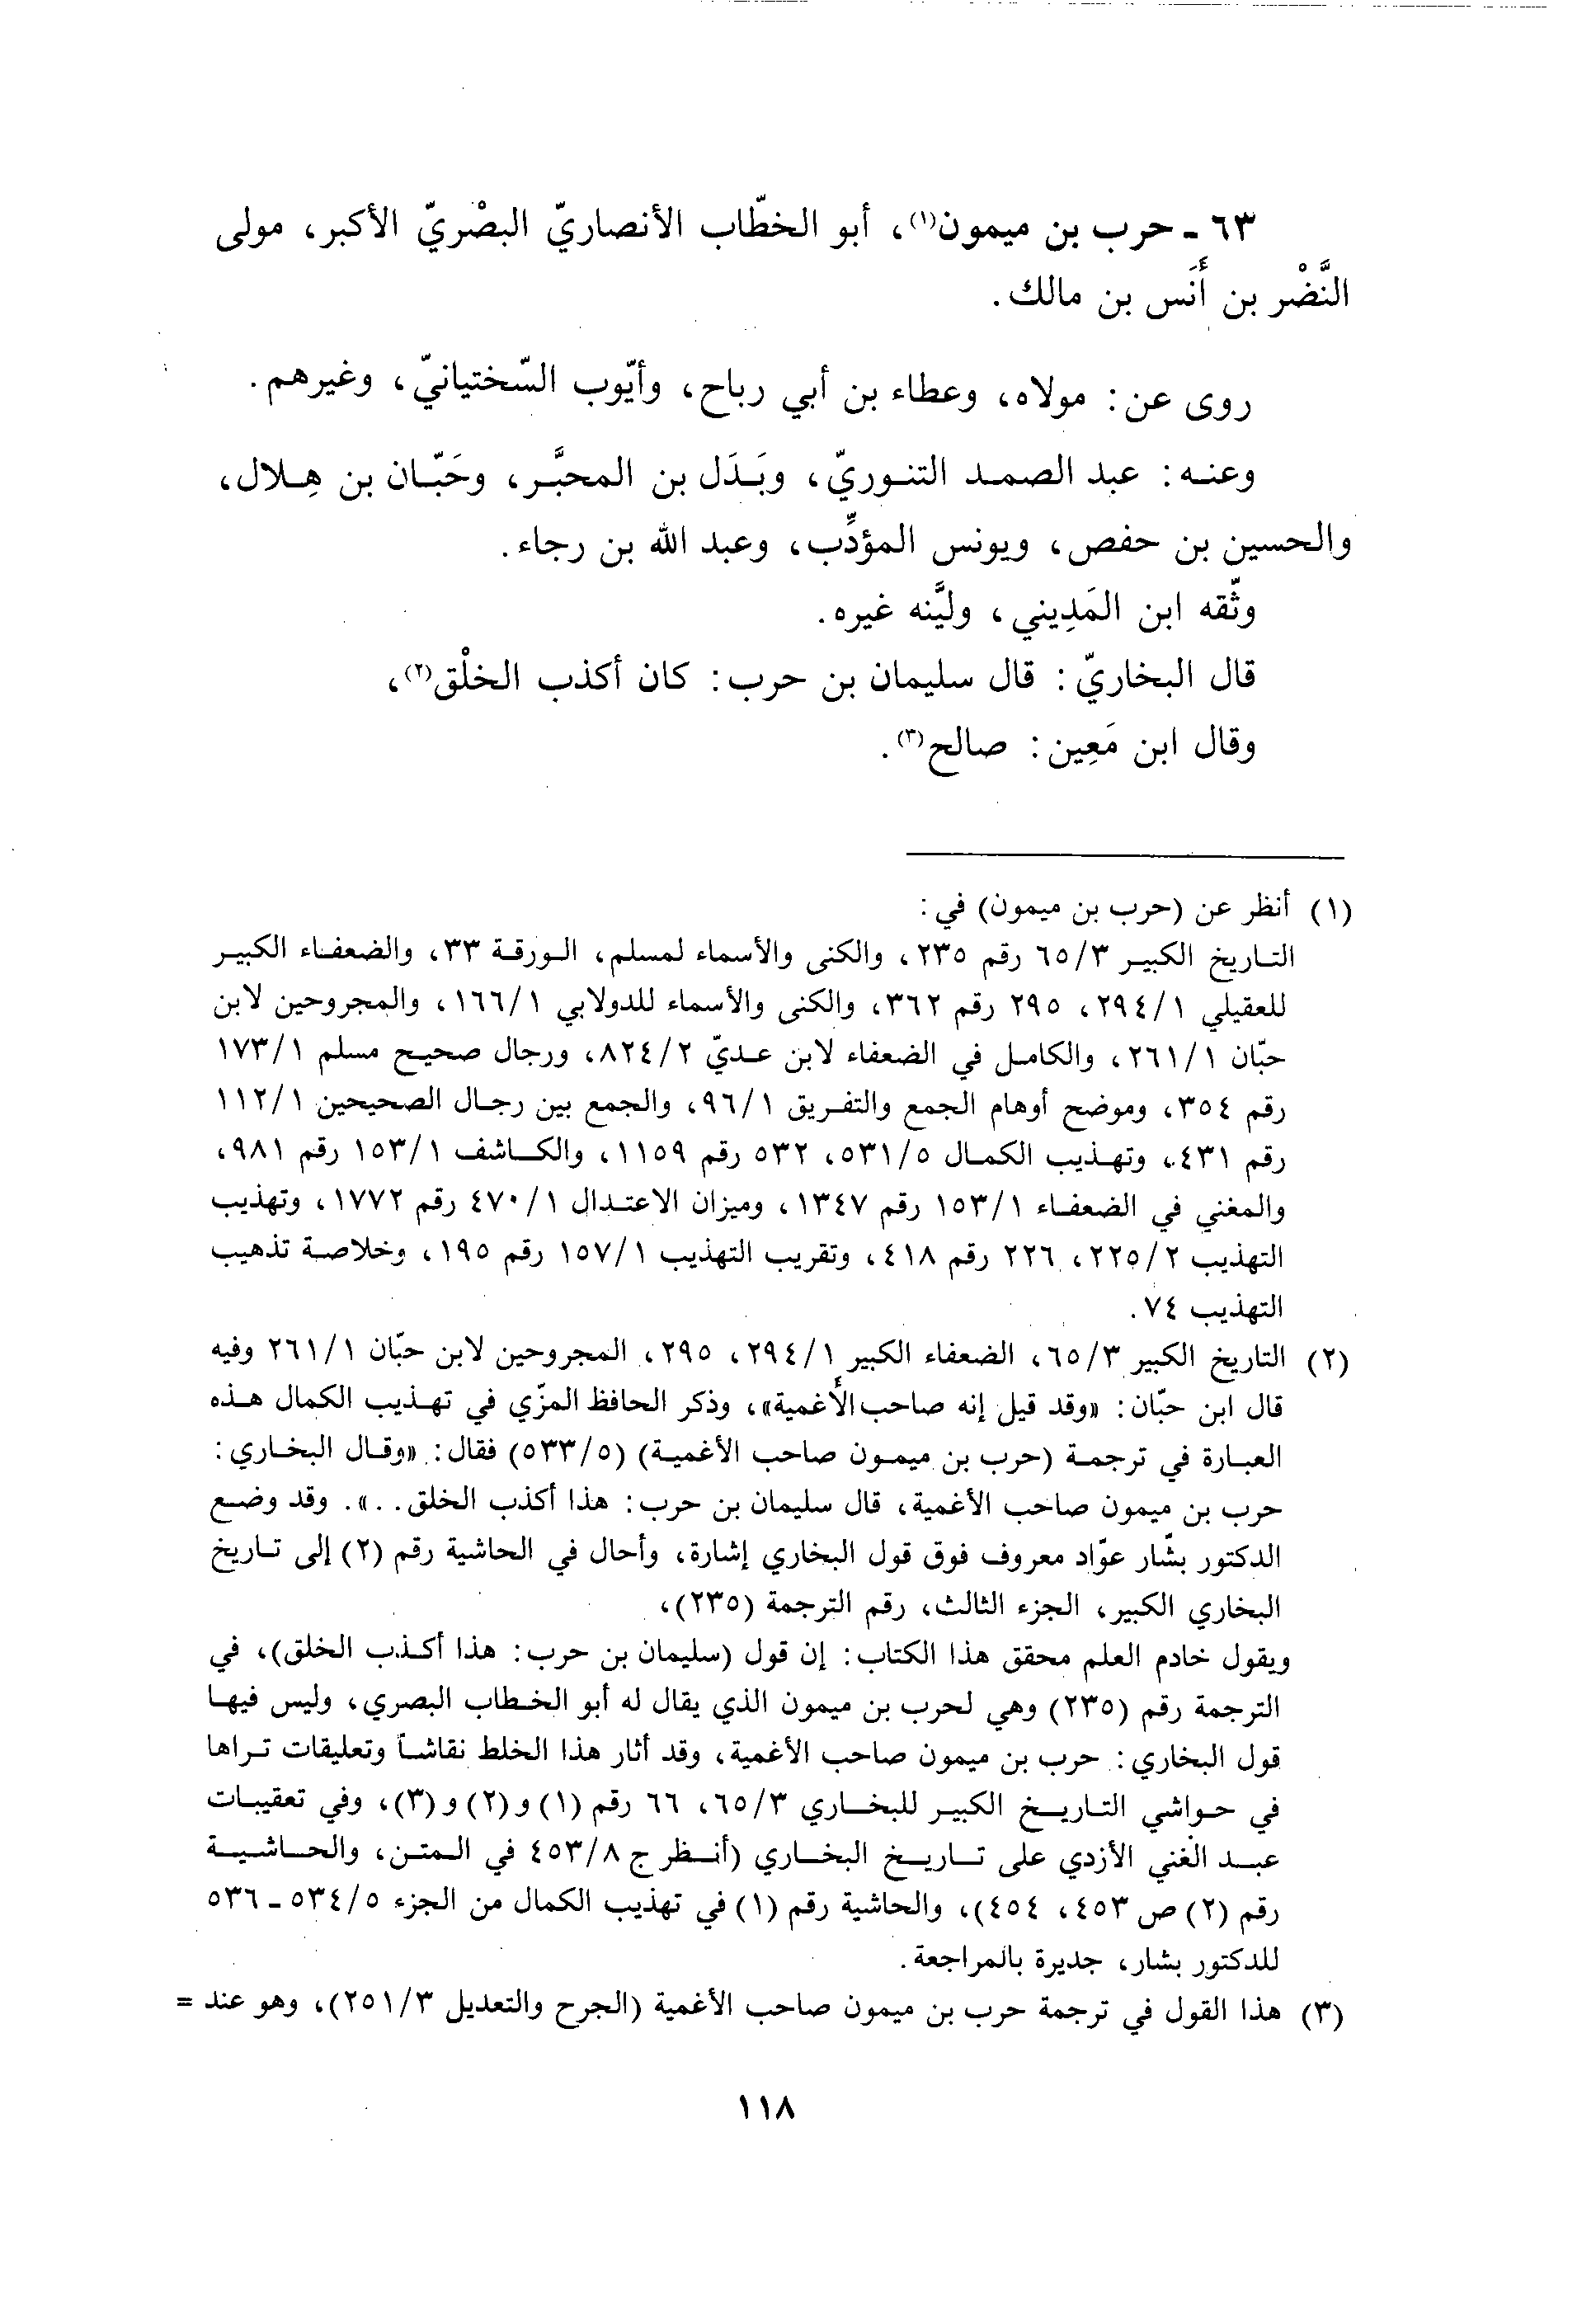 ٦٣ - حرب بن ميمون(١)، أبو الخطّاب الأنصاريّ البصْريّ الأكبر، مولى
النَّضْر بن أَنَس بن مالك.
روى عن: مولاه، وعطاء بن أبي رباح، وأيّوب السّختيانيّ، وغيرهم.
وعنه: عبد الصمد التنوريّ، وبَدَل بن المحبَّر، وحَبّان بن هِلال،
والحسين بن حفص، ويونس المؤدِّب، وعبد الله بن رجاء.
وثّقه ابن المَدِيني، وليَّنه غيره.
قال البخاريّ: قال سليمان بن حرب: كان أكذب الخلْق(٢)،
وقال ابن مَعِين: صالح(٣).
(١) أنظر عن (حرب بن ميمون) في:
التاريخ الكبير ٦٥/٣ رقم ٢٣٥، والكنى والأسماء لمسلم، الورقة ٣٣، والضعفاء الكبير
للعقيلي ٢٩٤/١، ٢٩٥ رقم ٣٦٢، والكنى والأسماء للدولابي ١٦٦/١، والمجروحين لابن
حبّان ٢٦١/١، والكامل في الضعفاء لابن عديّ ٨٢٤/٢، ورجال صحيح مسلم ١٧٣/١
رقم ٣٥٤، وموضح أوهام الجمع والتفريق ٩٦/١، والجمع بين رجال الصحيحين ١١٢/١
رقم ٤٣١، وتهذيب الكمال ٥٣١/٥، ٥٣٢ رقم ١١٥٩، والكاشف ١٥٣/١ رقم ٩٨١،
والمغني في الضعفاء ١٥٣/١ رقم ١٣٤٧، وميزان الاعتدال ٤٧٠/١ رقم ١٧٧٢، وتهذيب
التهذيب ٢٢٥/٢، ٢٢٦ رقم ٤١٨، وتقريب التهذيب ١٥٧/١ رقم ١٩٥، وخلاصة تذهيب
التهذيب ٧٤.
(٢) التاريخ الكبير ٦٥/٣، الضعفاء الكبير ٢٩٤/١، ٢٩٥، المجروحين لابن حبّان ٢٦١/١ وفيه
قال ابن حبّان: «وقد قيل إنه صاحب الأغمية»، وذكر الحافظ المزّي في تهذيب الكمال هذه
العبارة في ترجمة (حرب بن ميمون صاحب الأغمية) (٥٣٣/٥) فقال: «وقال البخاري:
حرب بن ميمون صاحب الأغمية، قال سليمان بن حرب: هذا أكذب الخلق..». وقد وضع
الدكتور بشّار عوّاد معروف فوق قول البخاري إشارة، وأحال في الحاشية رقم (٢) إلى تاريخ
البخاري الكبير، الجزء الثالث، رقم الترجمة (٢٣٥)،
ويقول خادم العلم محقق هذا الكتاب: إن قول (سليمان بن حرب: هذا أكذب الخلق)، في
الترجمة رقم (٢٣٥) وهي لحرب بن ميمون الذي يقال له أبو الخطاب البصري، وليس فيها
قول البخاري: حرب بن ميمون صاحب الأغمية، وقد أثار هذا الخلط نقاشاً وتعليقات تراها
في حواشي التاريخ الكبير للبخاري ٦٥/٣، ٦٦ رقم (١) و(٢) و(٣)، وفي تعقيبات
عبد الغني الأزدي على تاريخ البخاري (أنظر ج ٤٥٣/٨ في المتن، والحاشية
رقم (٢) ص ٤٥٣، ٤٥٤)، والحاشية رقم (١) في تهذيب الكمال من الجزء ٥٣٤/٥ - ٥٣٦
للدكتور بشار، جديرة بالمراجعة.
(٣) هذا القول في ترجمة حرب بن ميمون صاحب الأغمية (الجرح والتعديل ٢٥١/٣)، وهو عند =
١١٨